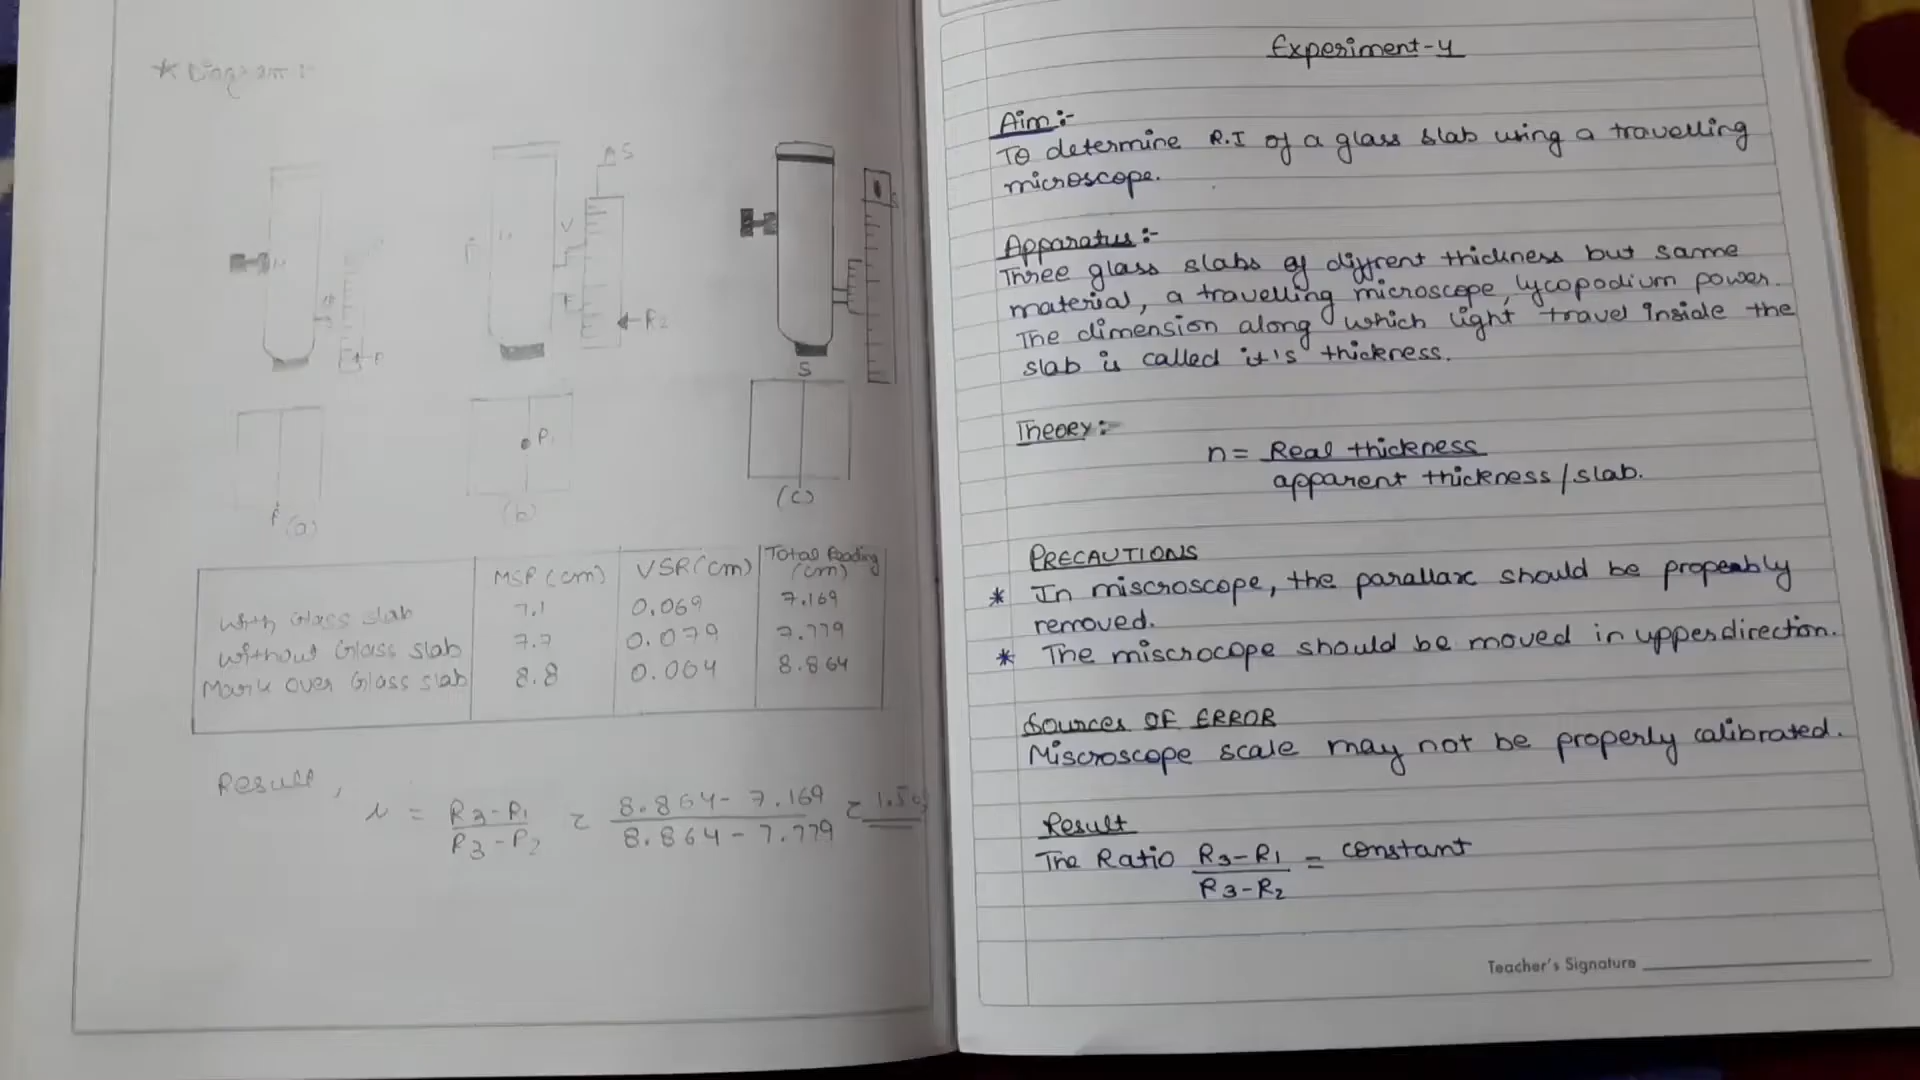 * Diagram :-
S
V
R2
P1
S
S
(a)
(b)
(c)
MSP (cm) VSR (cm) Total Reading (cm)
With Glass slab 7.1 0.069 7.169
Without Glass slab 7.7 0.079 7.779
Mark over Glass slab 8.8 0.064 8.864
Result,
R3-R1 8.864 - 7.169
R3-R2 8.864 - 7.779
Experiment-4
Aim:-
To determine R.I of a glass slab using a travelling
microscope.
Apparatus:-
Three glass slabs of diffrent thickness but same
material, a travelling microscope, lycopodium power.
The dimension along which light travel inside the
slab is called it's thickness.
Theory:-
n = Real thickness
apparent thickness/slab.
PRECAUTIONS
* In miscroscope, the parallax should be
removed.
* The miscrocope should be moved in upper direction.
Sources OF ERROR
Miscroscope scale may not be properly calibrated.
Result
The Ratio R3-R1 = constant
R3-R2
Teacher's Signature